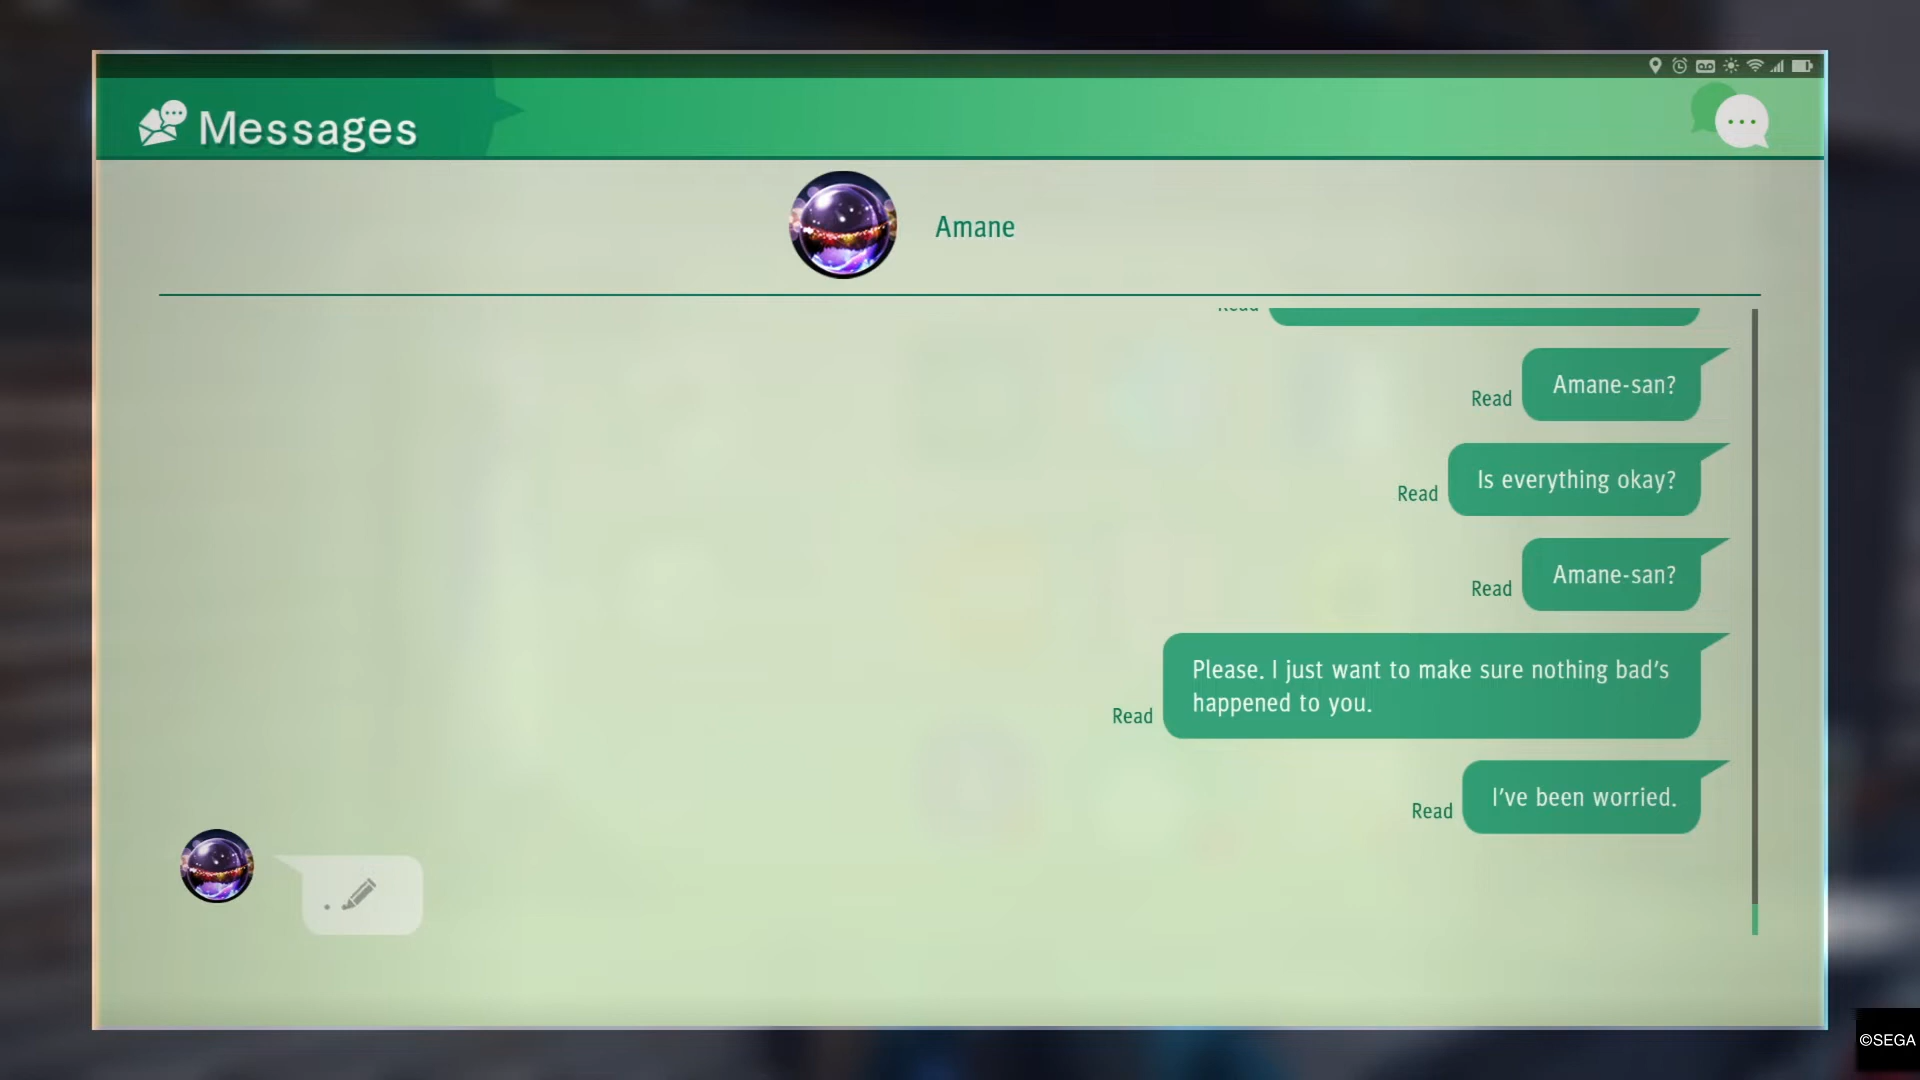 Messages
Amane
Read
Amane-san?
Read
Is everything okay?
Read
Amane-san?
Read
Please. I just want to make sure nothing bad's
happened to you.
Read
I've been worried.
Read
©SEGA